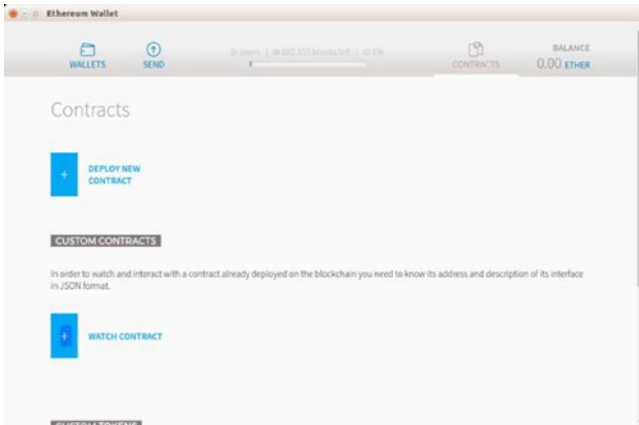 Ethereum Wallet
WALLETS
SEND
CONTRACTS
BALANCE
0.00 ETHER
Contracts
+ DEPLOY NEW
CONTRACT
CUSTOM CONTRACTS
In order to watch and interact with a contract already deployed on the blockchain you need to know its address and description of its interface
in JSON format.
+ WATCH CONTRACT
CUSTOM TOKENS